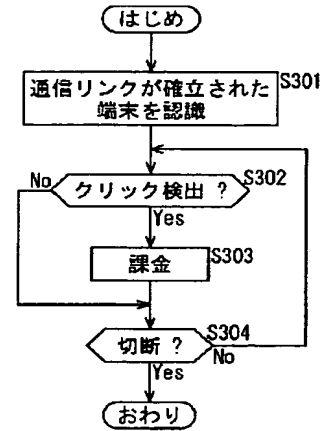 はじめ
通信リンクが確立された
端末を認識
S301
クリック検出 ?
S302
No
Yes
課金
S303
切断 ?
S304
No
Yes
おわり